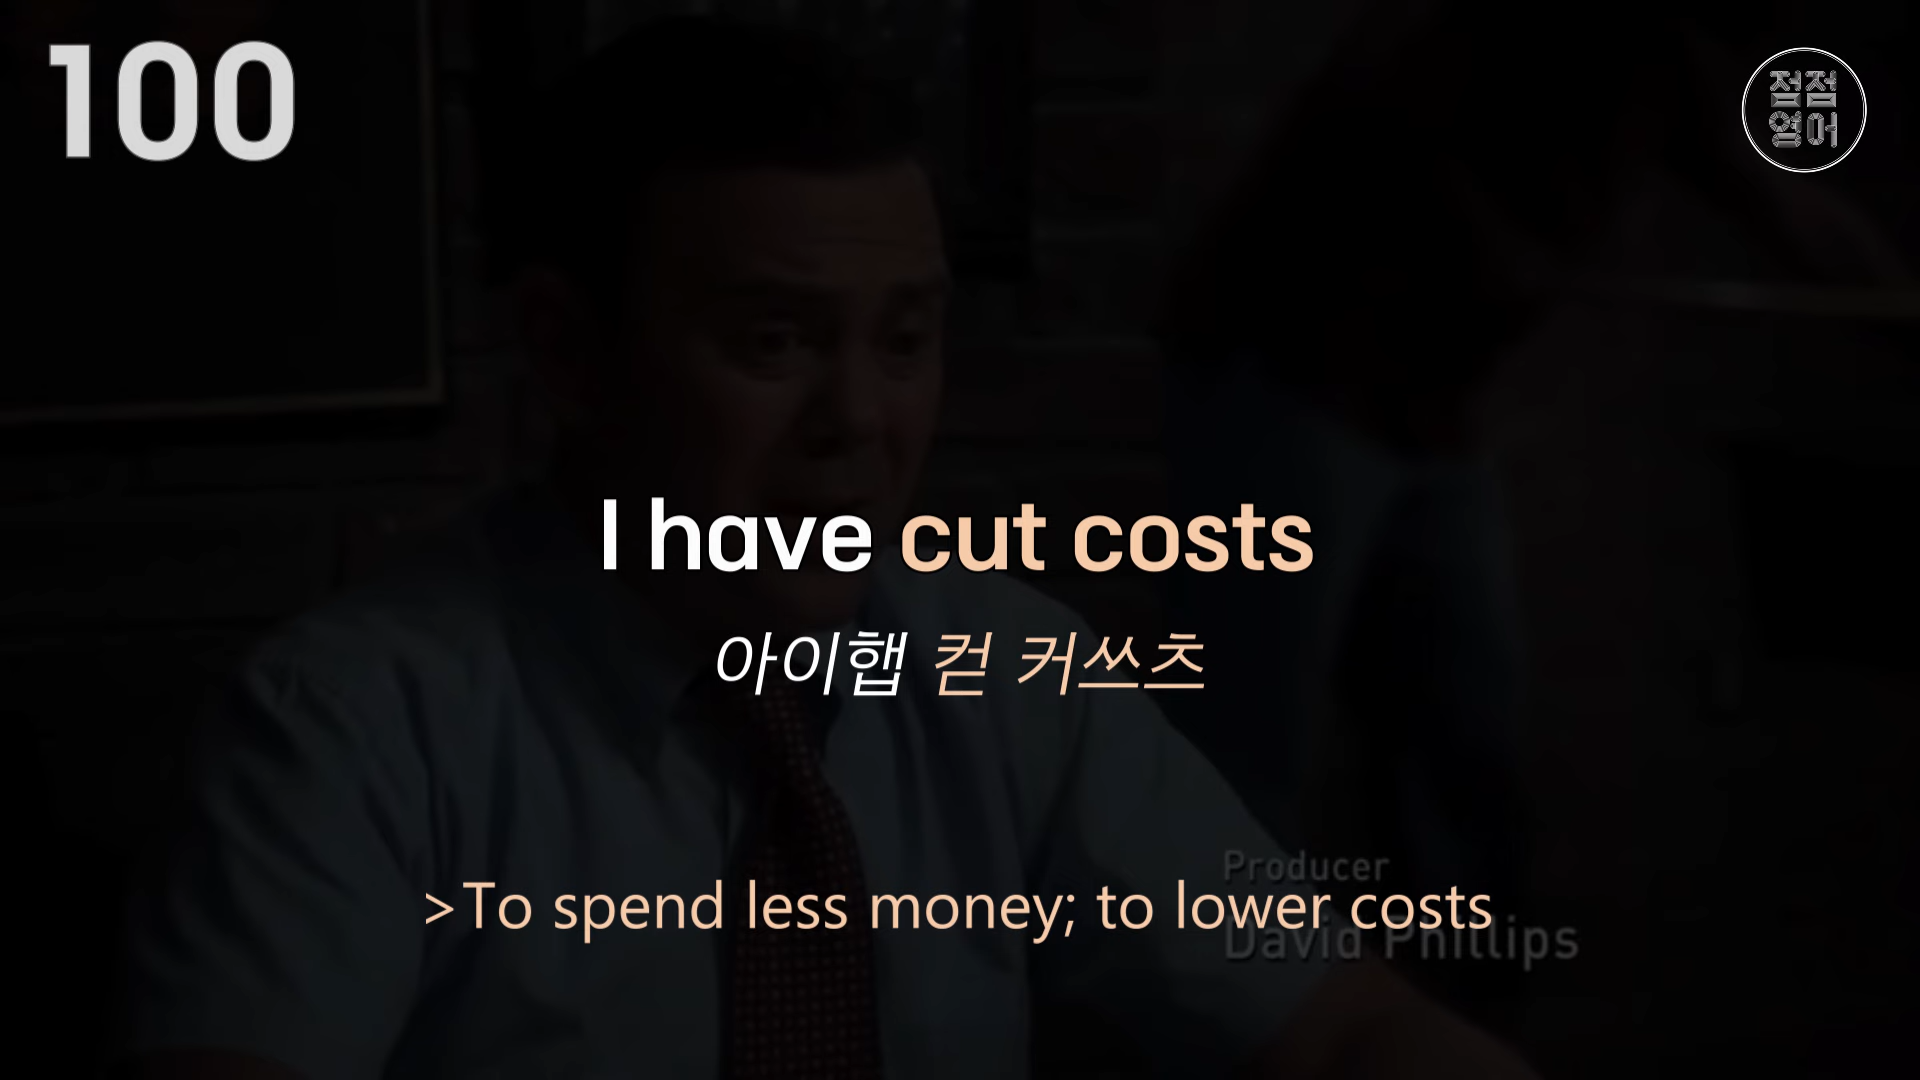 100
점점
영어
I have cut costs
아이햅 컫 커쓰츠
Producer
>To spend less money; to lower costs
David Phillips